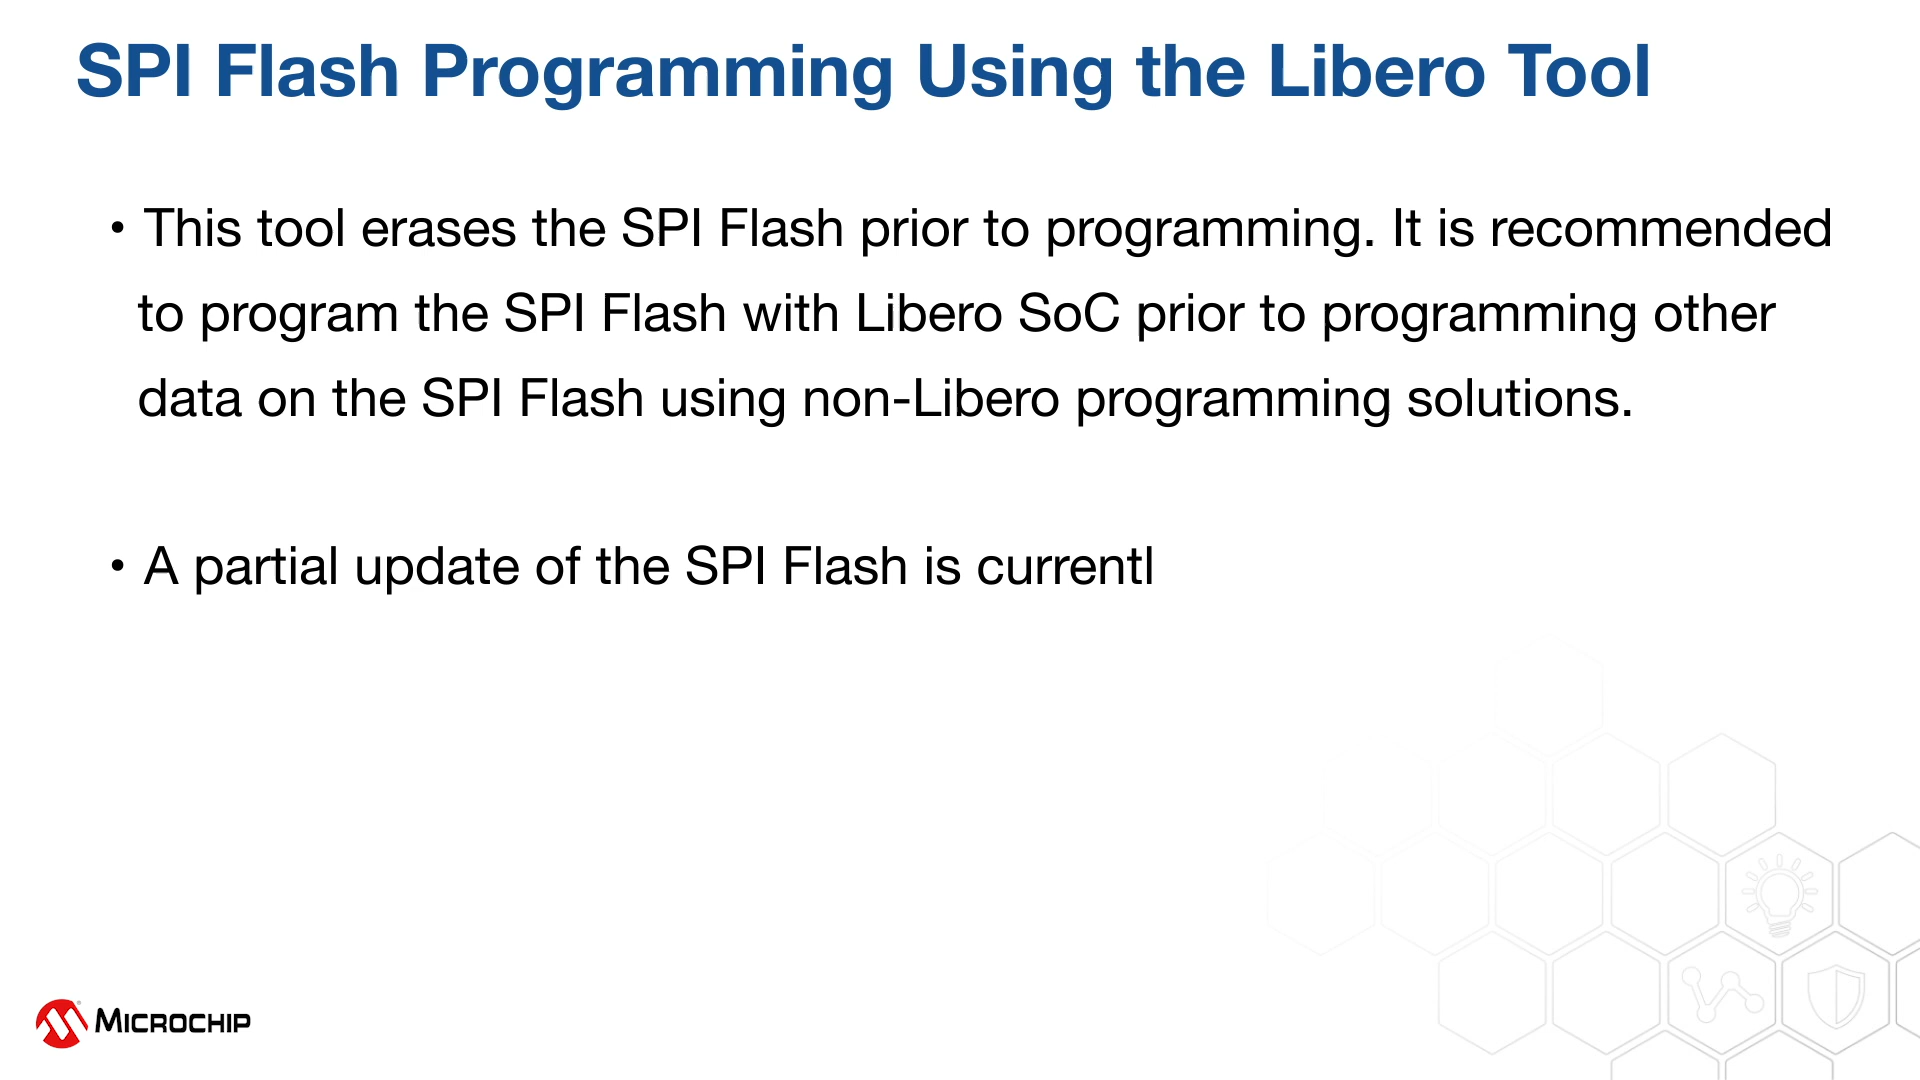 SPI Flash Programming Using the Libero Tool
• This tool erases the SPI Flash prior to programming. It is recommended
to program the SPI Flash with Libero SoC prior to programming other
data on the SPI Flash using non-Libero programming solutions.
• A partial update of the SPI Flash is currentl
MICROCHIP